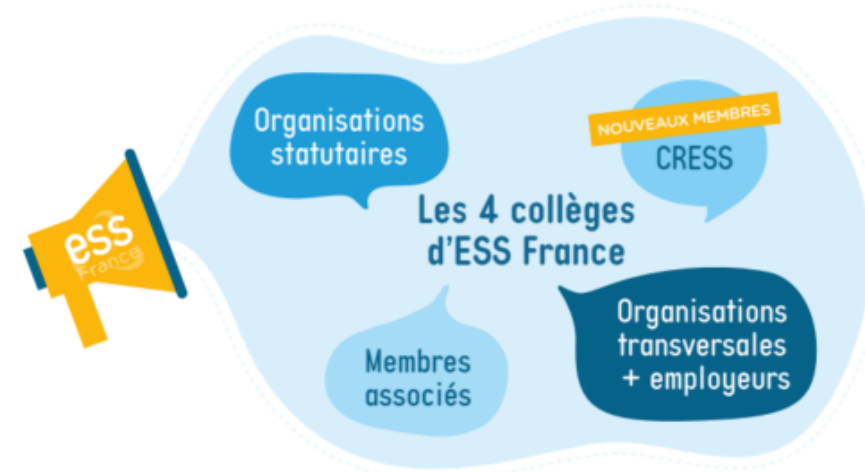 Organisations
statutaires
NOUVEAUX MEMBRES
CRESS
Les 4 collèges
d'ESS France
ess
France
Organisations
transversales
+ employeurs
Membres
associés